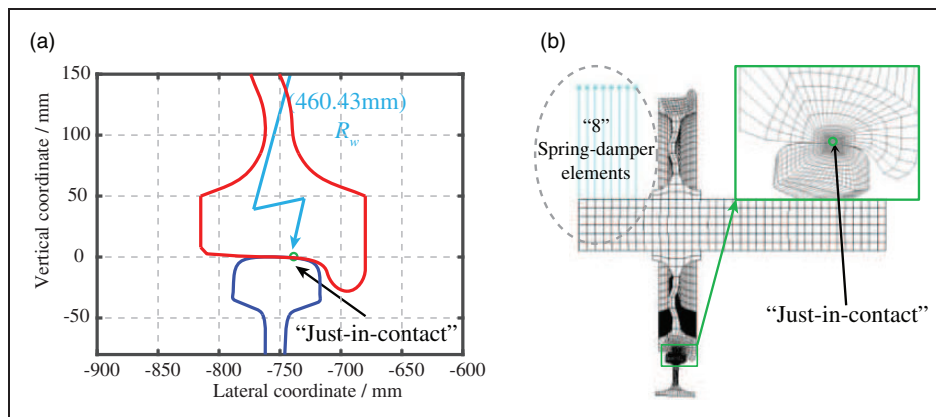 (a)
(b)
150
100
50
0
-50
-900
-850
-800
-750
-700
-650
-600
Vertical coordinate / mm
Lateral coordinate / mm
(460.43mm)
R_w
“Just-in-contact”
“8”
Spring-damper
elements
“Just-in-contact”